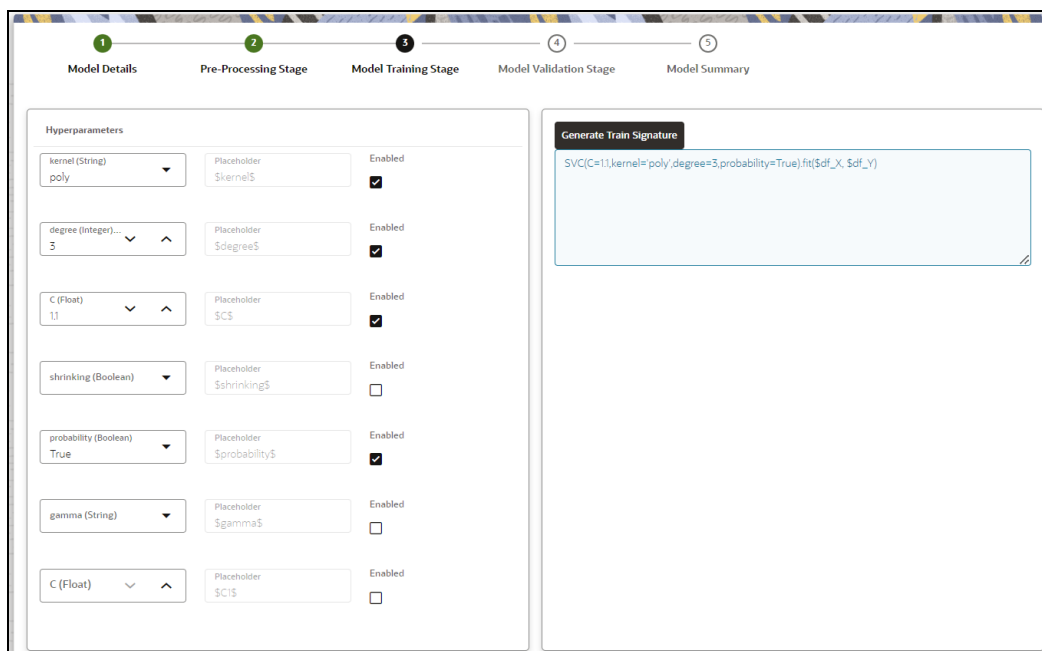 1
2
3
4
5
Model Details
Pre-Processing Stage
Model Training Stage
Model Validation Stage
Model Summary
Hyperparameters
kernel (String)
poly
Placeholder
$kernel$
Enabled
degree (Integer)...
3
Placeholder
$degree$
Enabled
C (Float)
1.1
Placeholder
$C$
Enabled
shrinking (Boolean)
Placeholder
$shrinking$
Enabled
probability (Boolean)
True
Placeholder
$probability$
Enabled
gamma (String)
Placeholder
$gamma$
Enabled
C (Float)
Placeholder
$C1$
Enabled
Generate Train Signature
SVC(C=1.1,kernel='poly',degree=3,probability=True).fit($df_X, $df_Y)